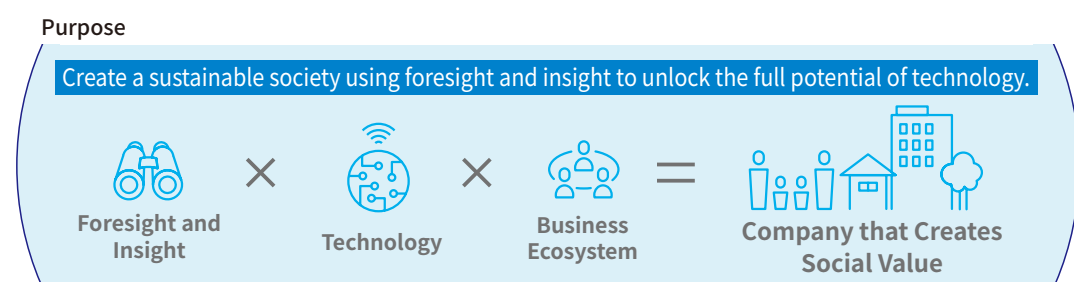 Purpose
Create a sustainable society using foresight and insight to unlock the full potential of technology.
Foresight and
Insight
Technology
Business
Ecosystem
Company that Creates
Social Value